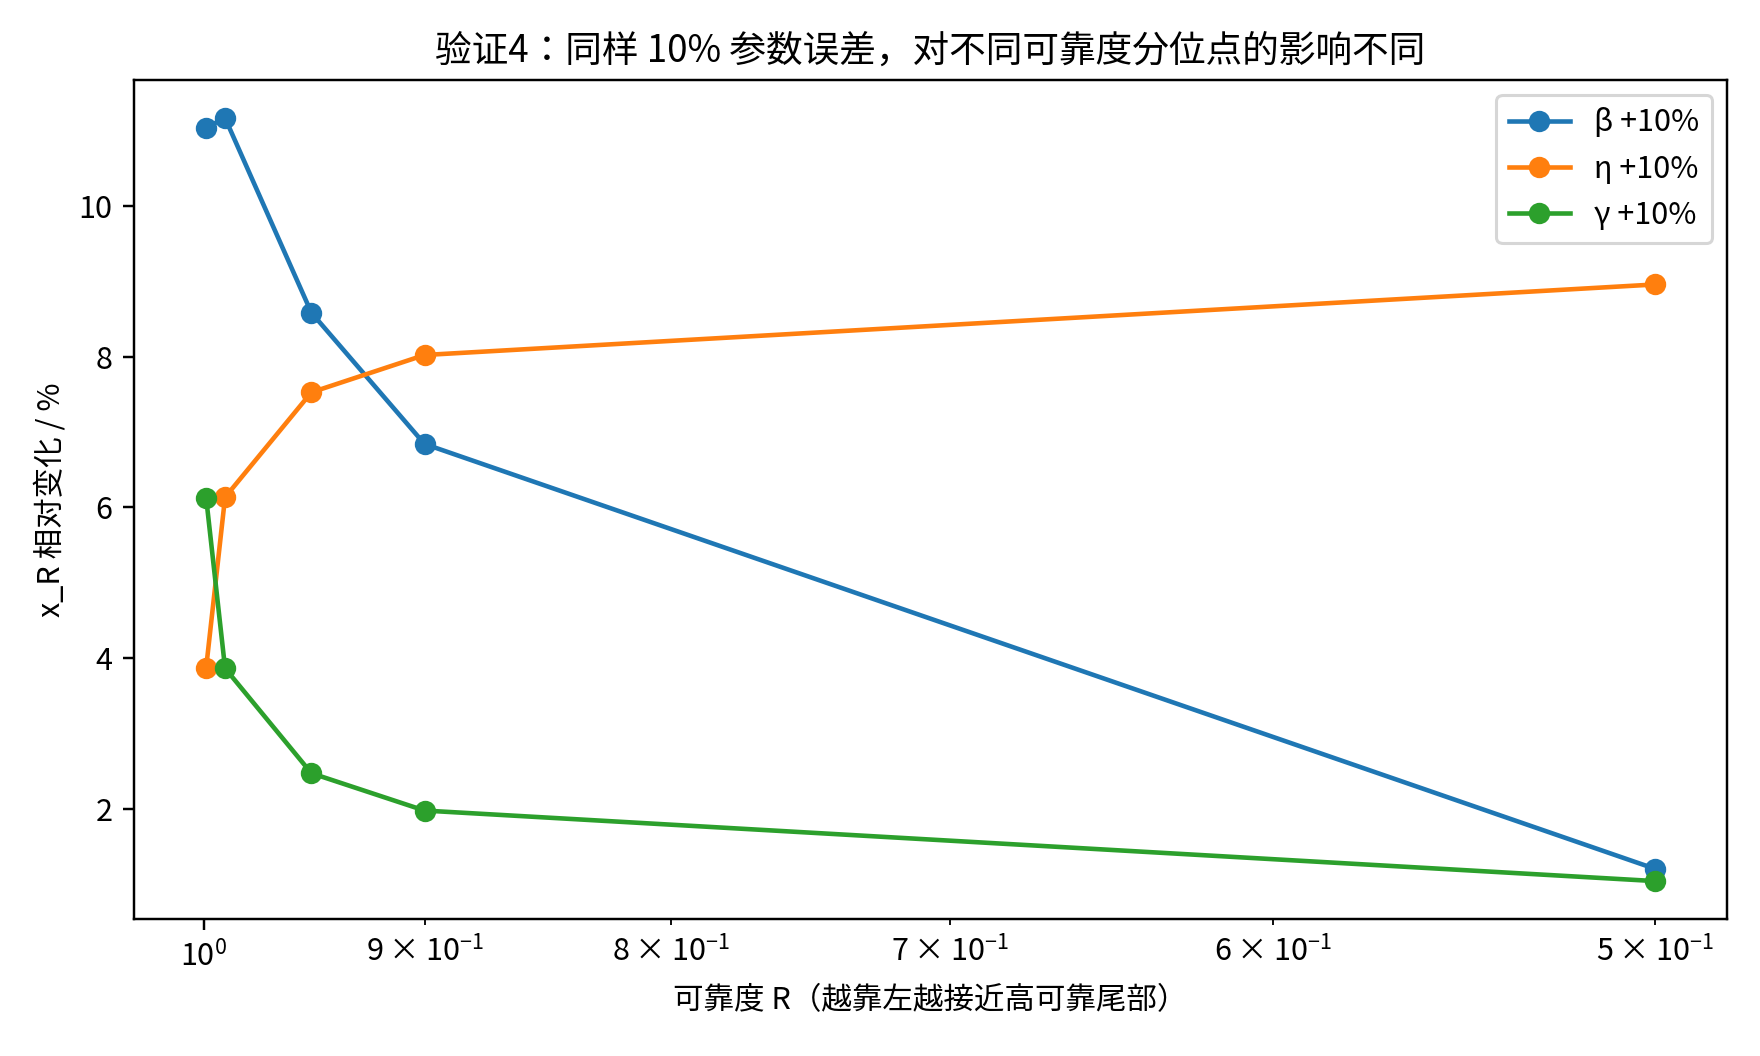 验证4：同样 10% 参数误差，对不同可靠度分位点的影响不同
β +10%
η +10%
γ +10%
x_R 相对变化 / %
10
8
6
4
2
10⁰
9 × 10⁻¹
8 × 10⁻¹
7 × 10⁻¹
6 × 10⁻¹
5 × 10⁻¹
可靠度 R（越靠左越接近高可靠尾部）